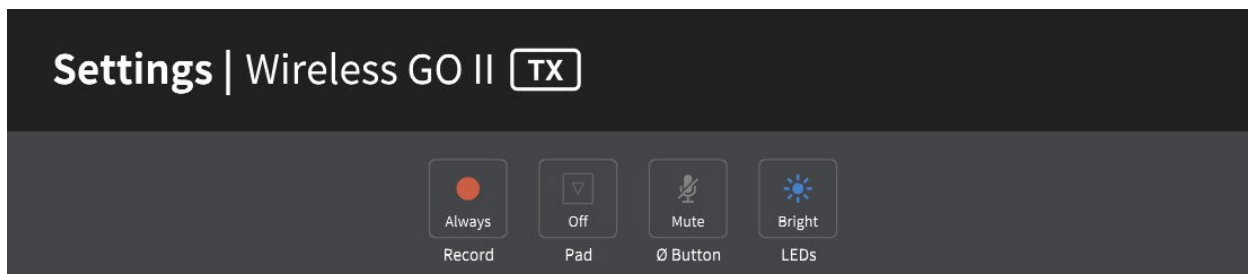 Settings | Wireless GO II TX
Always Off Mute Bright
Record Pad Ø Button LEDs